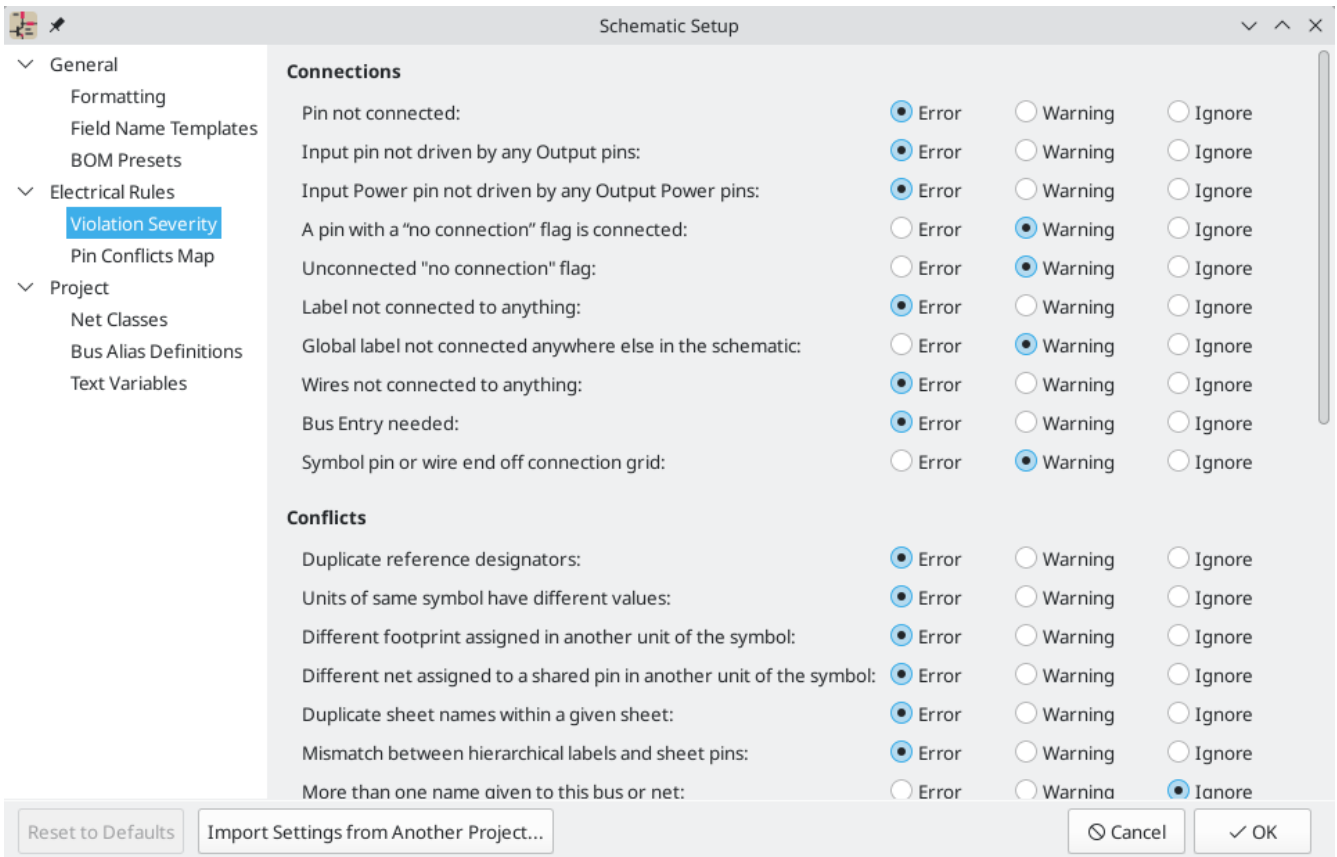 Schematic Setup
General
Formatting
Field Name Templates
BOM Presets
Electrical Rules
Violation Severity
Pin Conflicts Map
Project
Net Classes
Bus Alias Definitions
Text Variables
Connections
Pin not connected: Error Warning Ignore
Input pin not driven by any Output pins: Error Warning Ignore
Input Power pin not driven by any Output Power pins: Error Warning Ignore
A pin with a “no connection” flag is connected: Error Warning Ignore
Unconnected "no connection" flag: Error Warning Ignore
Label not connected to anything: Error Warning Ignore
Global label not connected anywhere else in the schematic: Error Warning Ignore
Wires not connected to anything: Error Warning Ignore
Bus Entry needed: Error Warning Ignore
Symbol pin or wire end off connection grid: Error Warning Ignore
Conflicts
Duplicate reference designators: Error Warning Ignore
Units of same symbol have different values: Error Warning Ignore
Different footprint assigned in another unit of the symbol: Error Warning Ignore
Different net assigned to a shared pin in another unit of the symbol: Error Warning Ignore
Duplicate sheet names within a given sheet: Error Warning Ignore
Mismatch between hierarchical labels and sheet pins: Error Warning Ignore
More than one name given to this bus or net: Error Warning Ignore
Reset to Defaults Import Settings from Another Project... Cancel OK